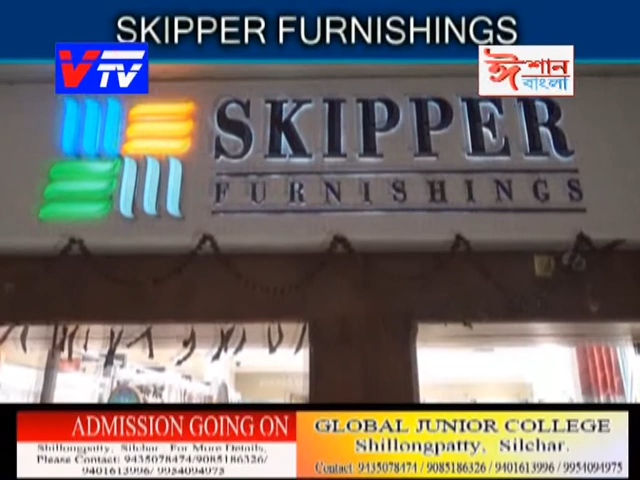 SKIPPER FURNISHINGS
VTV
ঈশান
বাংলা
SKIPPER
FURNISHINGS
ADMISSION GOING ON
Shillongpatty, Silchar For More Details,
Please Contact: 9435078474/9085186326/
9401613996/ 9954094975
GLOBAL JUNIOR COLLEGE
Shillongpatty, Silchar.
Contact: 9435078474 / 9085186326 / 9401613996 / 9954094975